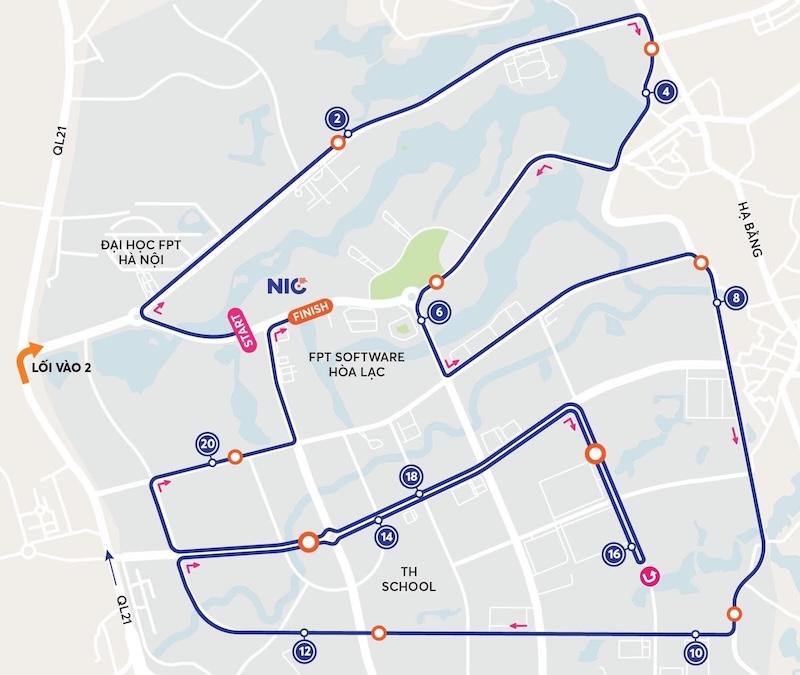 2
4
QL21
HẠ BẰNG
ĐẠI HỌC FPT
HÀ NỘI
NIC
START
FINISH
6
8
LỐI VÀO 2
FPT SOFTWARE
HÒA LẠC
20
18
14
16
TH
SCHOOL
QL21
12
10